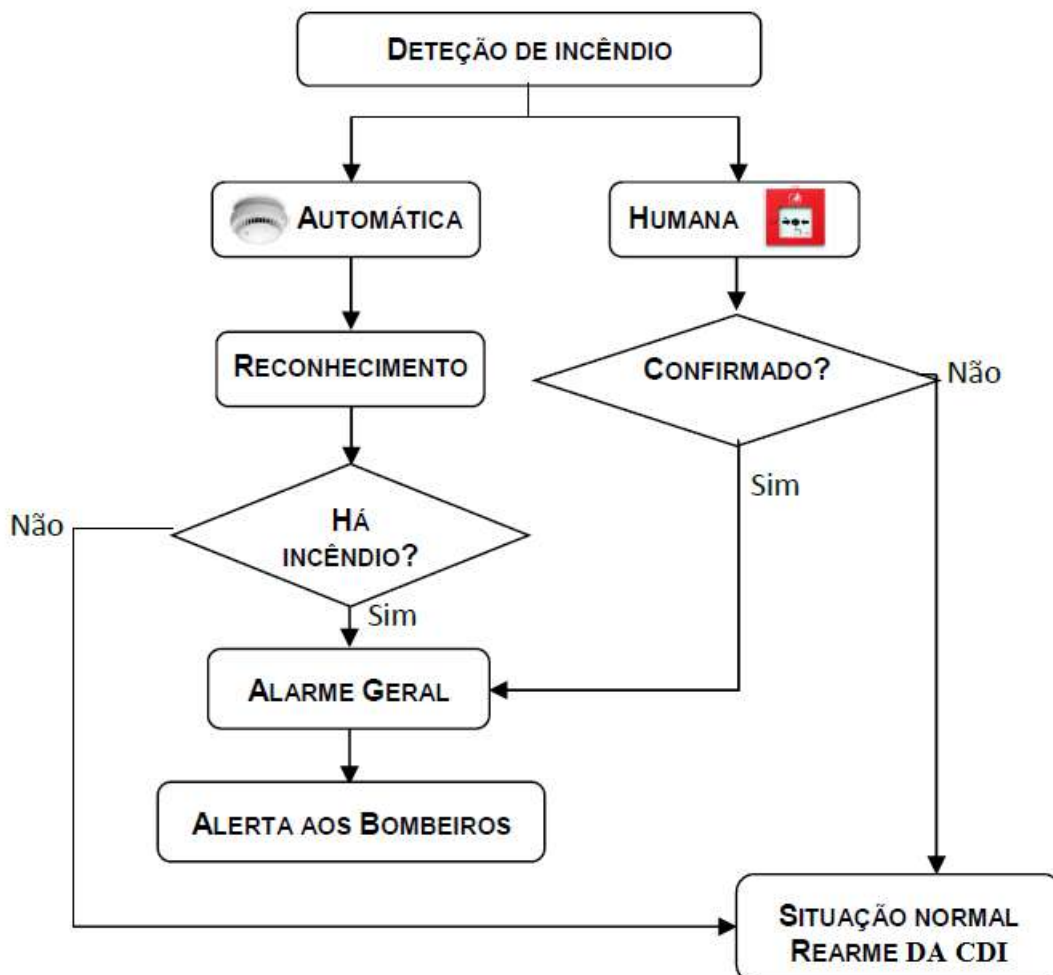 DETEÇÃO DE INCÊNDIO
AUTOMÁTICA
HUMANA
RECONHECIMENTO
CONFIRMADO?
Não
Sim
Não
HÁ
INCÊNDIO?
Sim
ALARME GERAL
ALERTA AOS BOMBEIROS
SITUAÇÃO NORMAL
REARME DA CDI